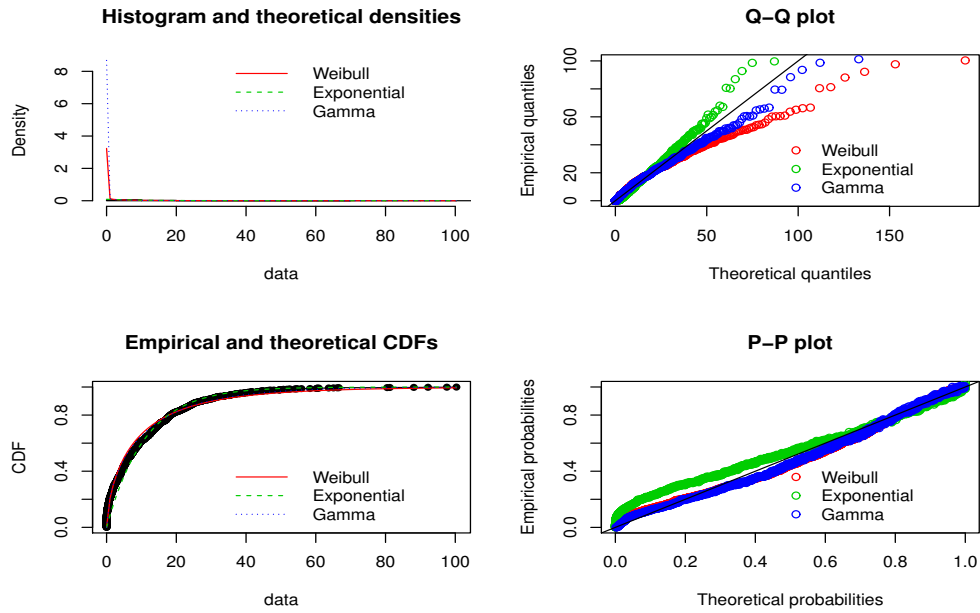 Histogram and theoretical densities
Density
8
6
4
2
0
Weibull
Exponential
Gamma
0 20 40 60 80 100
data
Q−Q plot
Empirical quantiles
100
60
20
0
Weibull
Exponential
Gamma
0 50 100 150
Theoretical quantiles
Empirical and theoretical CDFs
CDF
0.8
0.4
0.0
Weibull
Exponential
Gamma
0 20 40 60 80 100
data
P−P plot
Empirical probabilities
0.8
0.4
0.0
Weibull
Exponential
Gamma
0.0 0.2 0.4 0.6 0.8 1.0
Theoretical probabilities